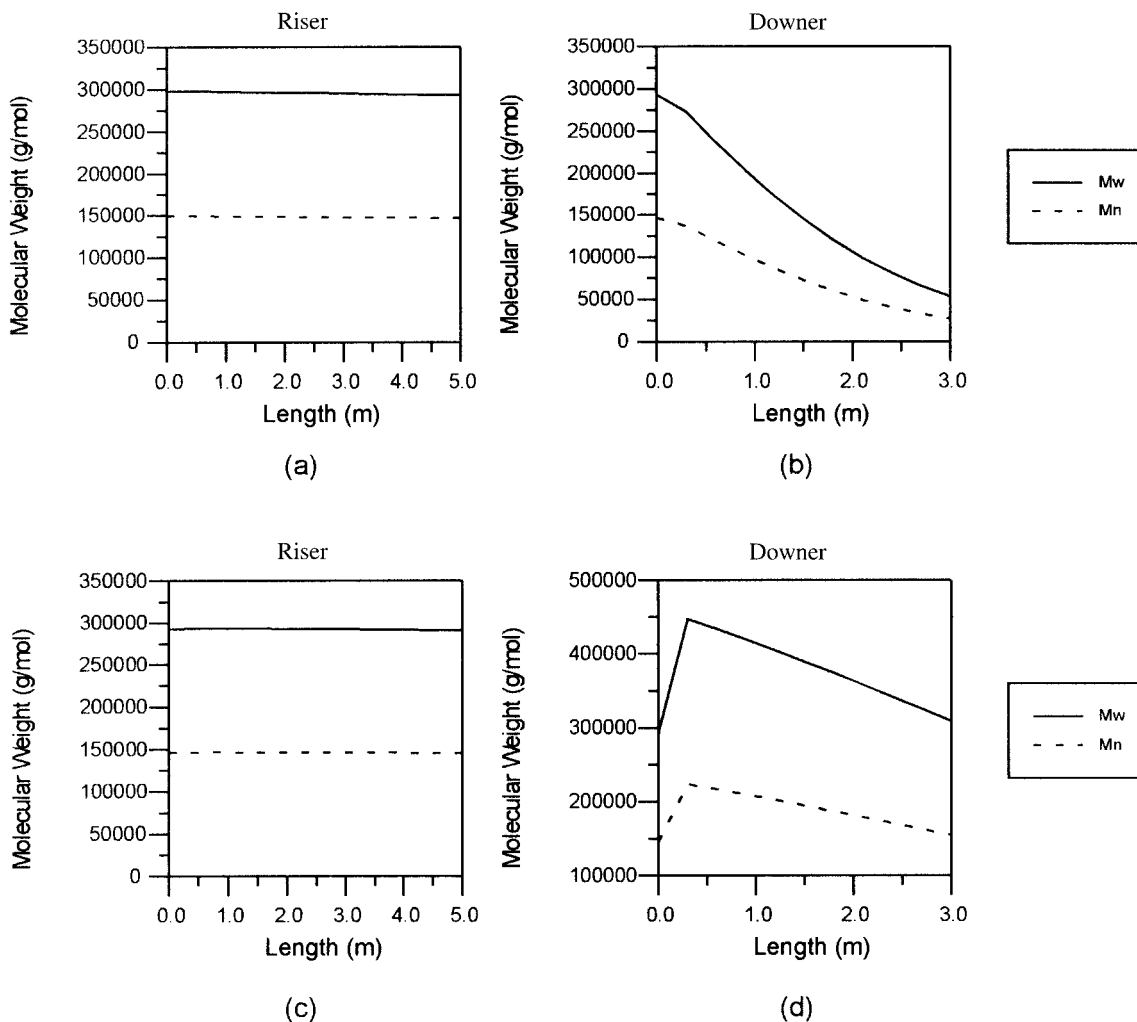 Riser
Molecular Weight (g/mol)
350000
300000
250000
200000
150000
100000
50000
0
0.0 1.0 2.0 3.0 4.0 5.0
Length (m)
(a)
Downer
Molecular Weight (g/mol)
350000
300000
250000
200000
150000
100000
50000
0
0.0 1.0 2.0 3.0
Length (m)
(b)
Mw
Mn
Riser
Molecular Weight (g/mol)
350000
300000
250000
200000
150000
100000
50000
0
0.0 1.0 2.0 3.0 4.0 5.0
Length (m)
(c)
Downer
Molecular Weight (g/mol)
500000
400000
300000
200000
100000
0.0 1.0 2.0 3.0
Length (m)
(d)
Mw
Mn